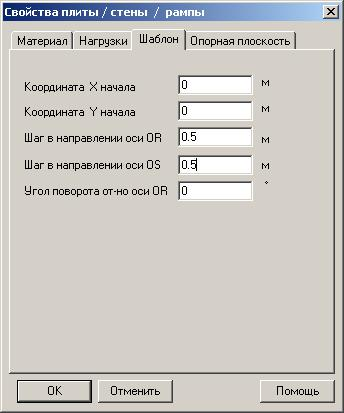 Свойства плиты / стены / рампы
Материал Нагрузки Шаблон Опорная плоскость
Координата X начала 0 м
Координата Y начала 0 м
Шаг в направлении оси OR 0.5 м
Шаг в направлении оси OS 0.5 м
Угол поворота от-но оси OR 0 °
OK Отменить Помощь